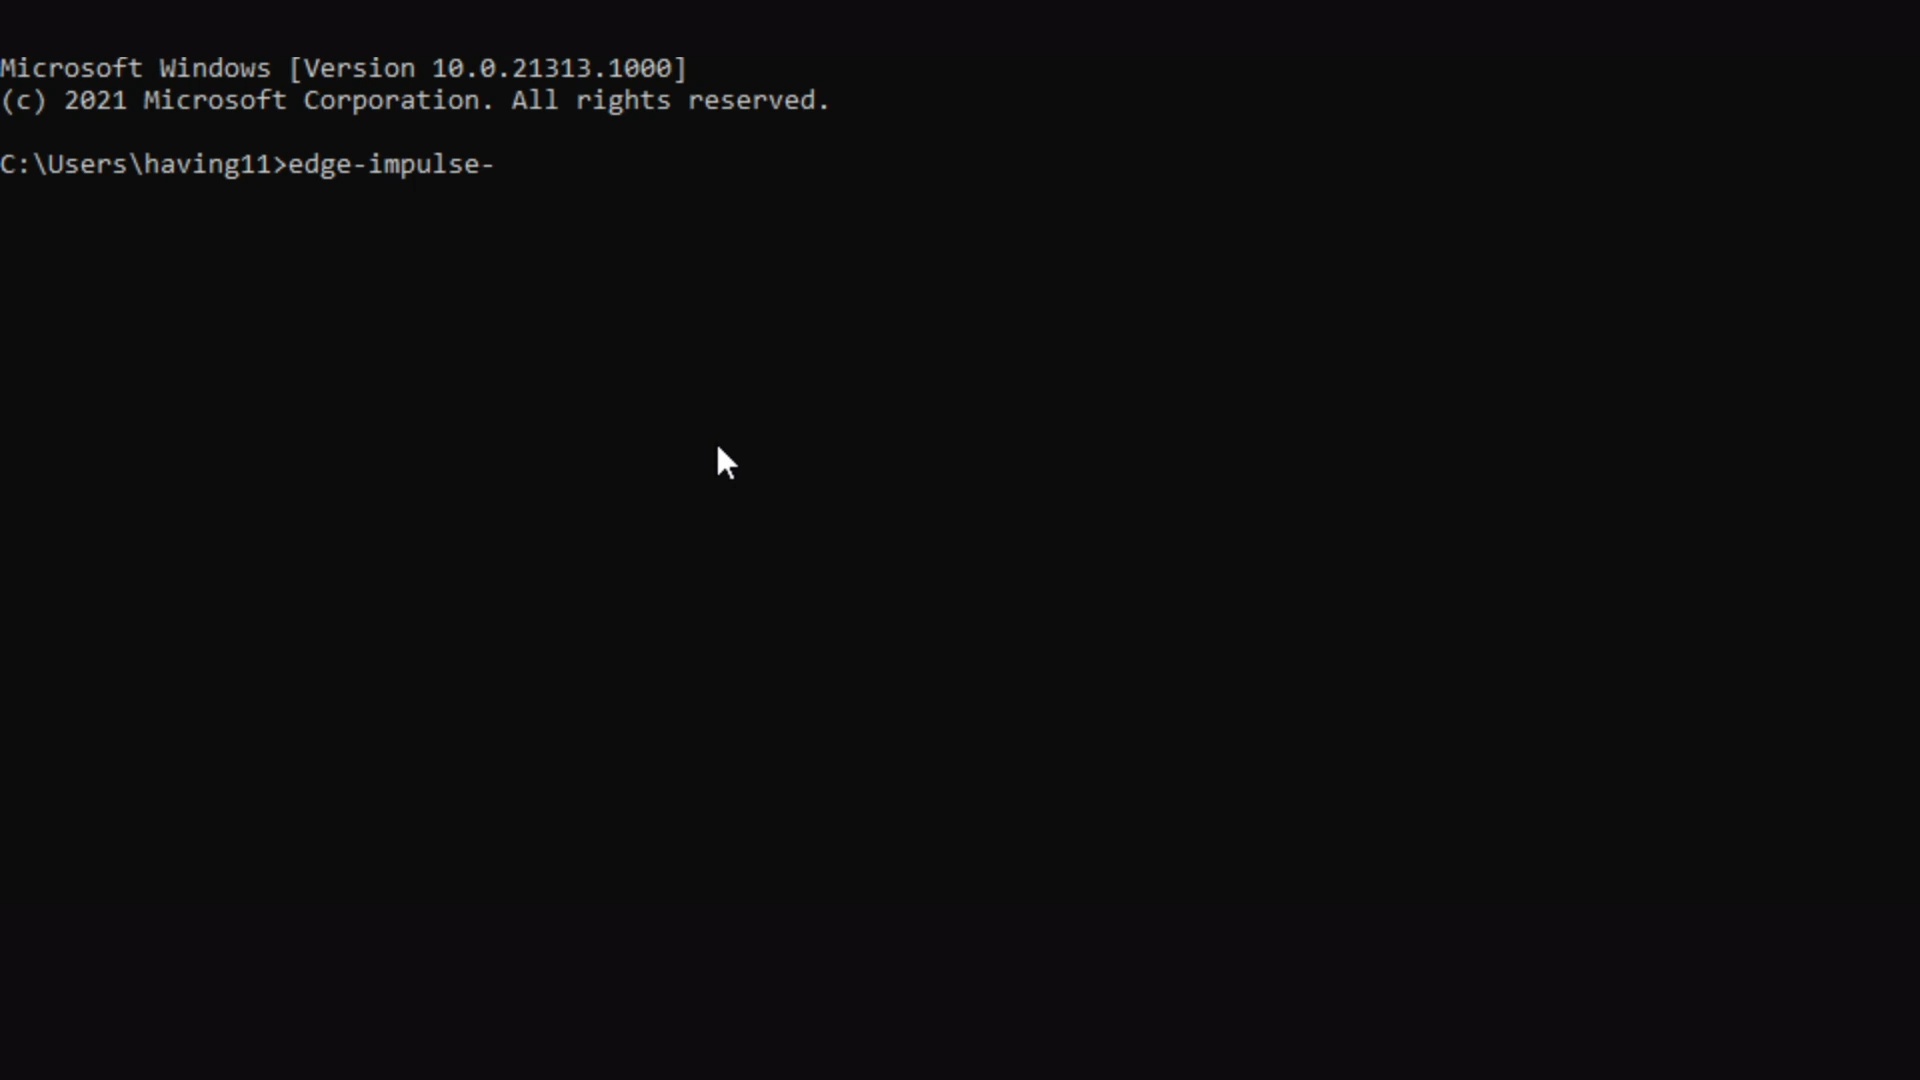 Microsoft Windows [Version 10.0.21313.1000]
(c) 2021 Microsoft Corporation. All rights reserved.
C:\Users\having11>edge-impulse-